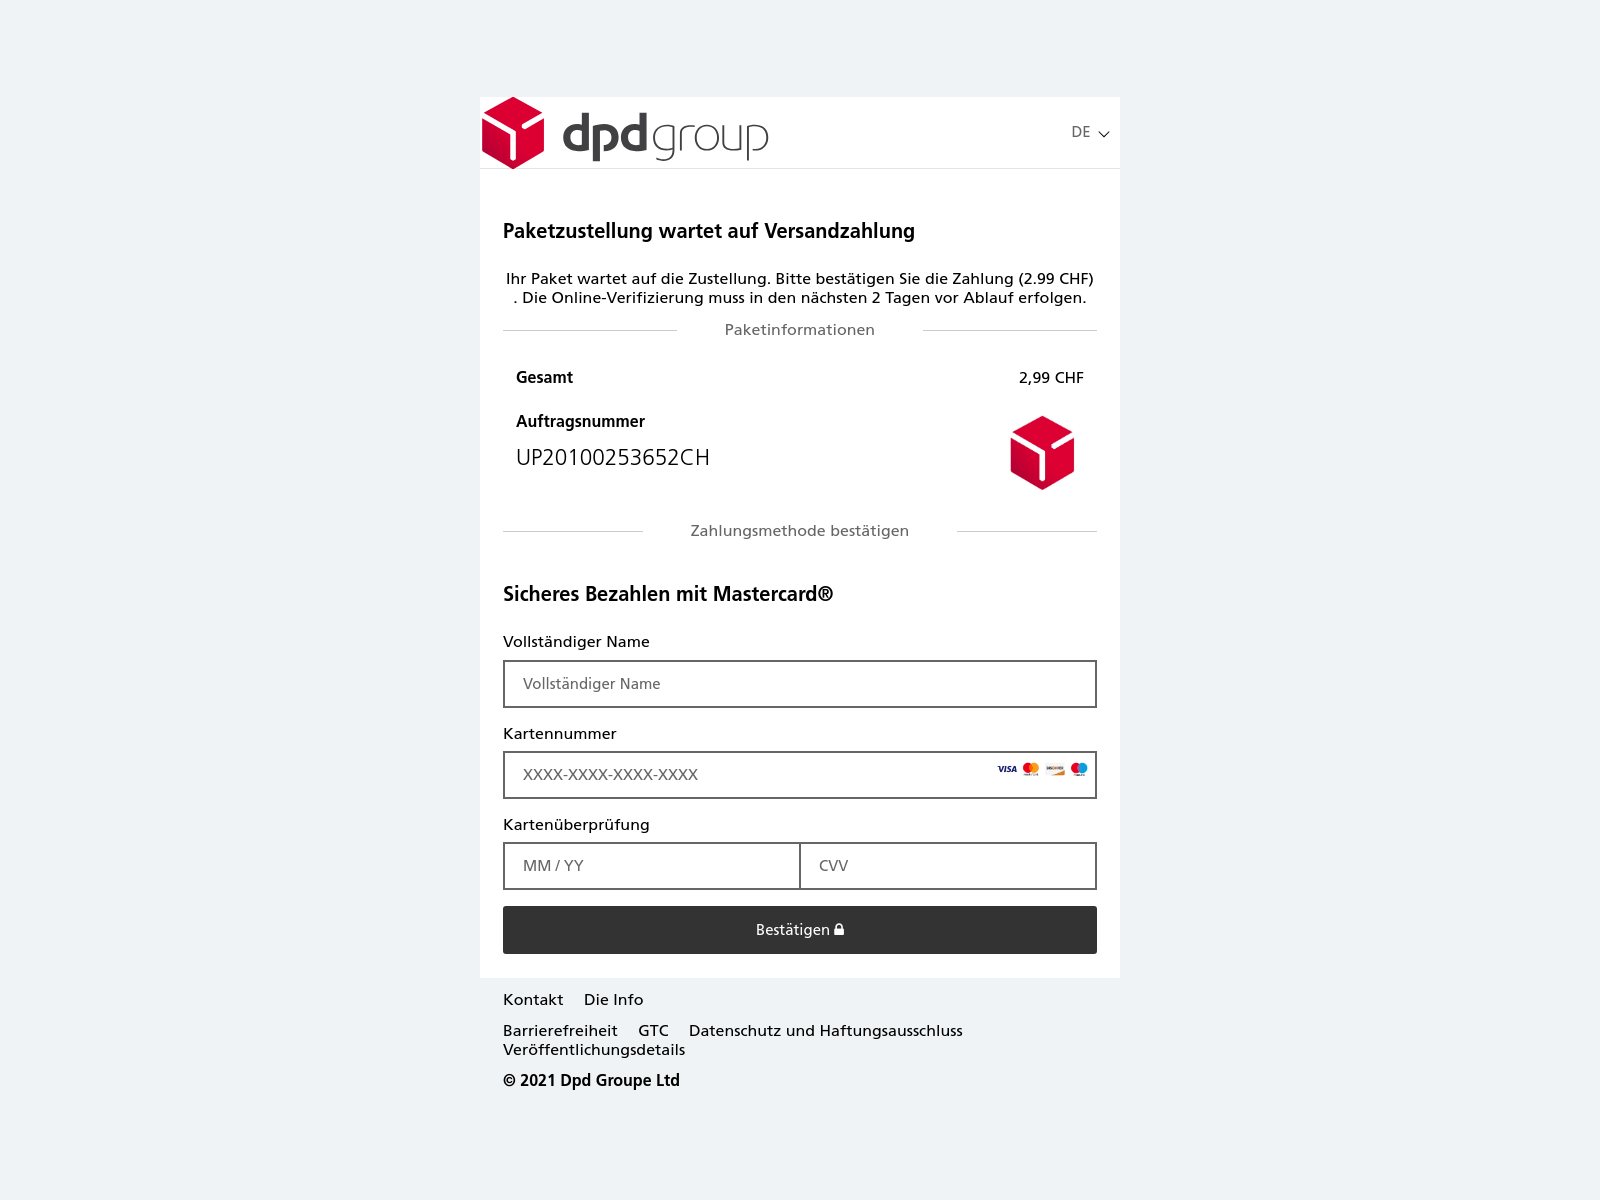 dpdgroup
DE
Paketzustellung wartet auf Versandzahlung
Ihr Paket wartet auf die Zustellung. Bitte bestätigen Sie die Zahlung (2.99 CHF)
. Die Online-Verifizierung muss in den nächsten 2 Tagen vor Ablauf erfolgen.
Paketinformationen
Gesamt 2,99 CHF
Auftragsnummer
UP20100253652CH
Zahlungsmethode bestätigen
Sicheres Bezahlen mit Mastercard®
Vollständiger Name
Vollständiger Name
Kartennummer
XXXX-XXXX-XXXX-XXXX VISA
Kartenüberprüfung
MM / YY CVV
Bestätigen
Kontakt Die Info
Barrierefreiheit GTC Datenschutz und Haftungsausschluss
Veröffentlichungsdetails
© 2021 Dpd Groupe Ltd